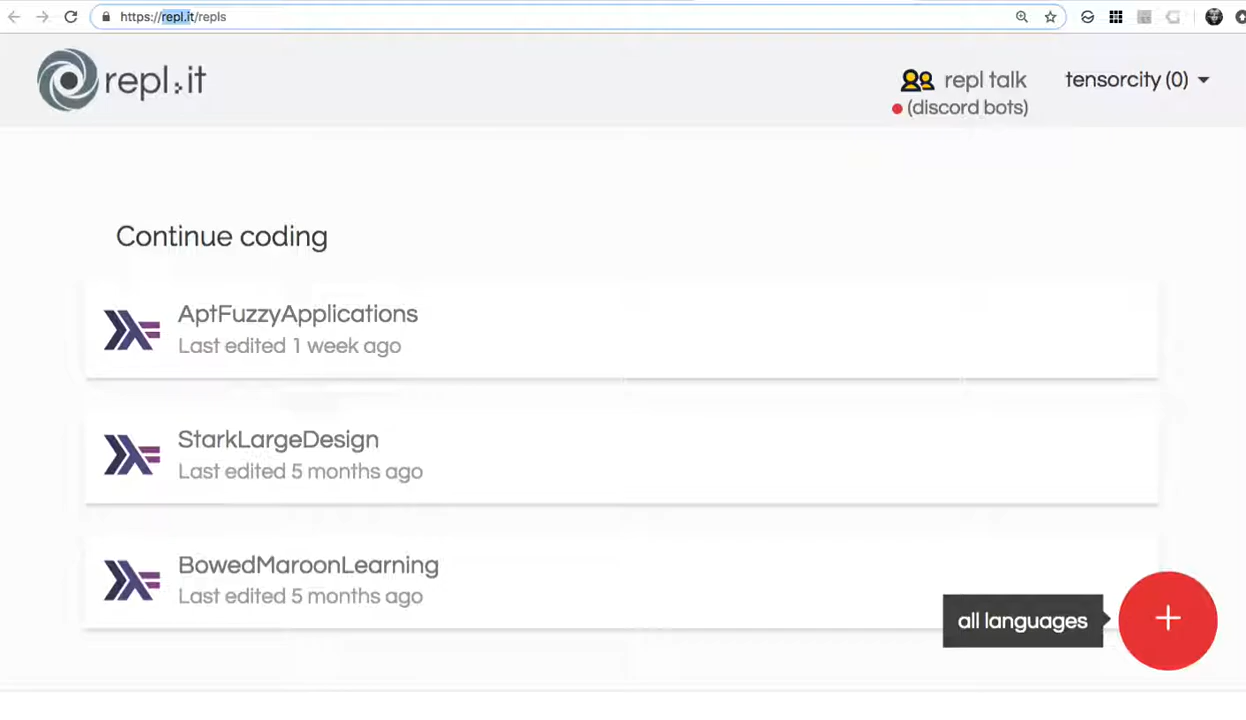 https://repl.it/repls
repl.it
repl talk
(discord bots)
tensorcity (0)
Continue coding
AptFuzzyApplications
Last edited 1 week ago
StarkLargeDesign
Last edited 5 months ago
BowedMaroonLearning
Last edited 5 months ago
all languages
+